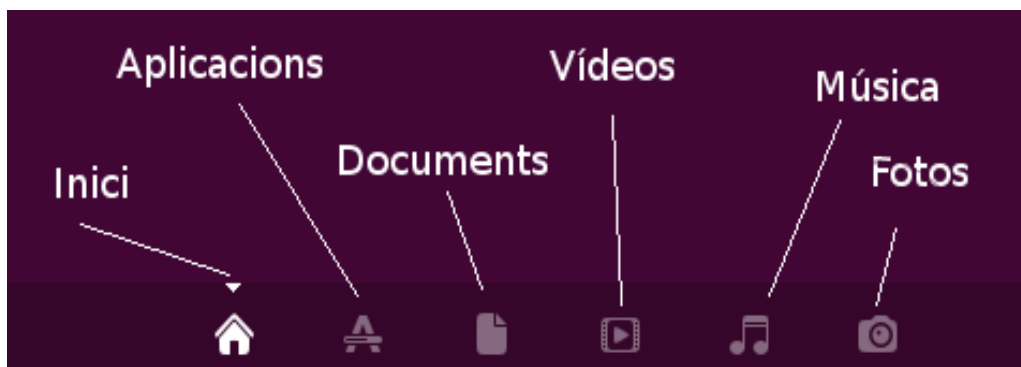 Aplicacions
Vídeos
Música
Documents
Fotos
Inici